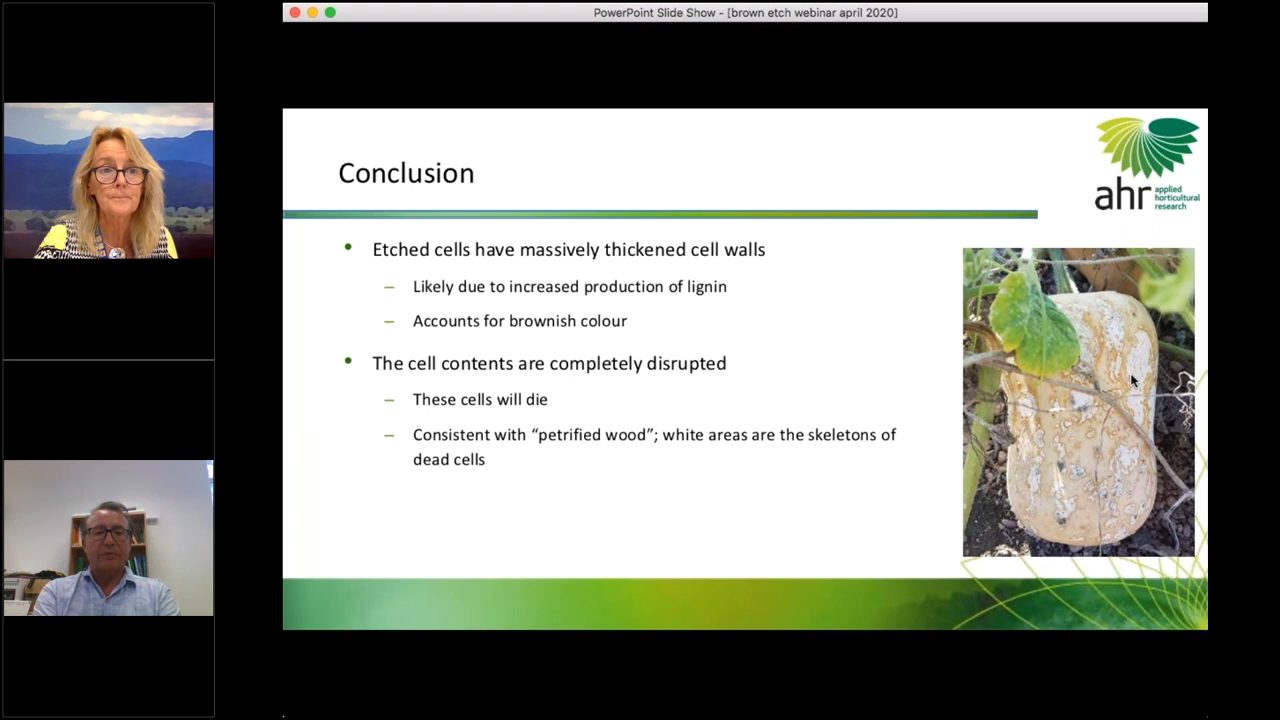 PowerPoint Slide Show - [brown etch webinar april 2020]
Conclusion
ahr applied
horticultural
research
• Etched cells have massively thickened cell walls
– Likely due to increased production of lignin
– Accounts for brownish colour
• The cell contents are completely disrupted
– These cells will die
– Consistent with “petrified wood”; white areas are the skeletons of
dead cells